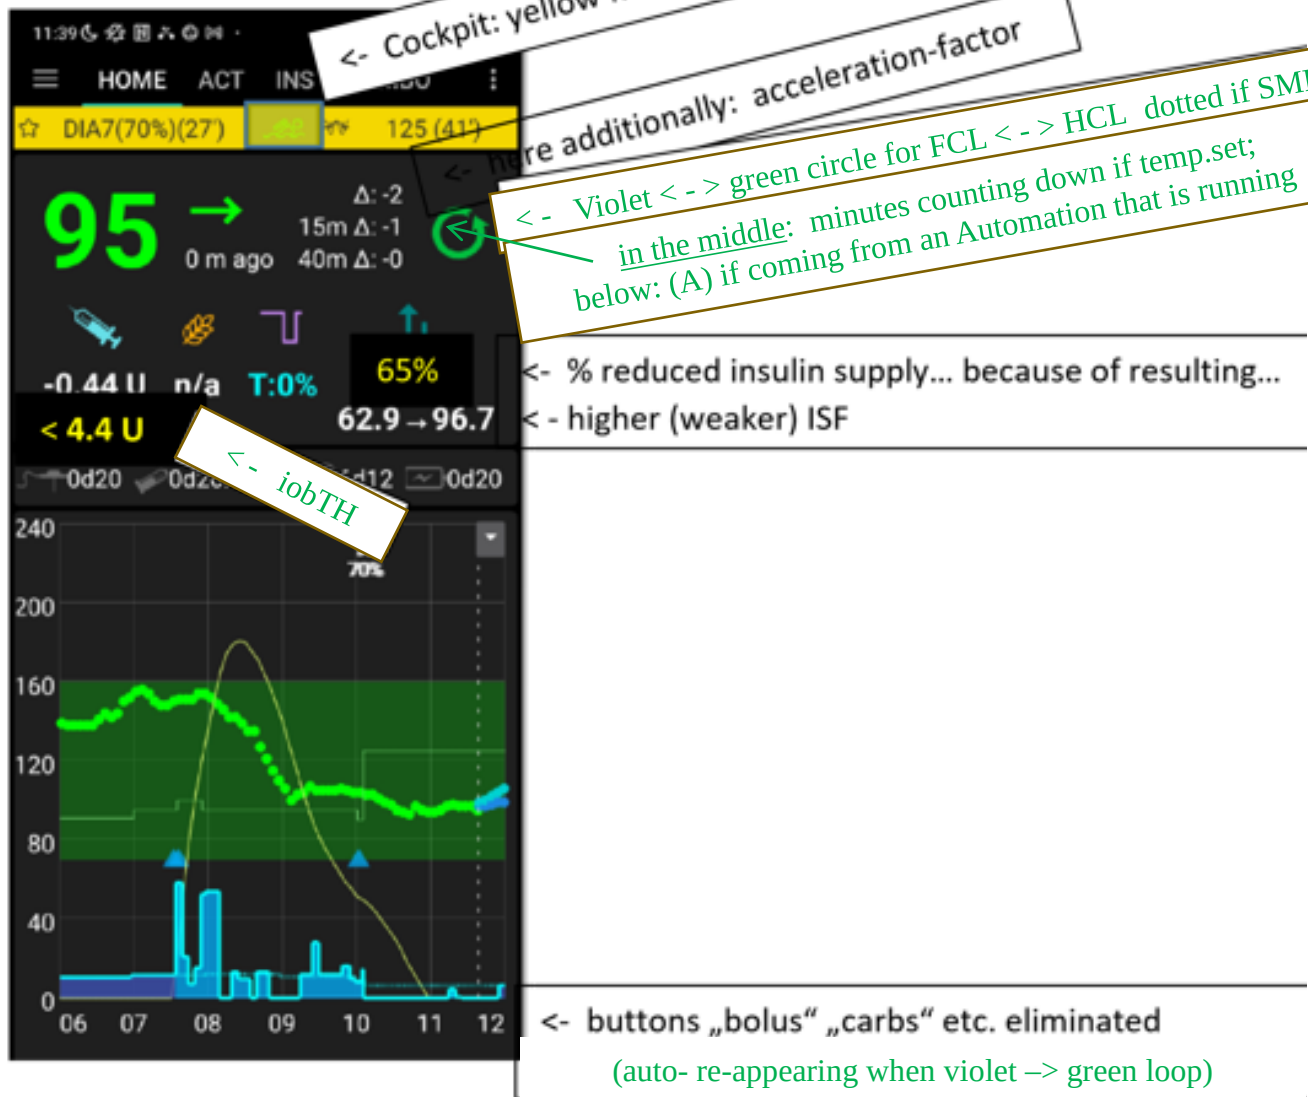 11:39
<- Cockpit: yellow
HOME ACT INS
<- here additionally: acceleration-factor
DIA7(70%)(27') 125 (41')
< - Violet < - > green circle for FCL < - > HCL dotted if
in the middle: minutes counting down if temp.set;
below: (A) if coming from an Automation that is running
95
Δ: -2
15m Δ: -1
0 m ago 40m Δ: -0
65%
<- % reduced insulin supply... because of resulting...
-0.44 U n/a T:0%
62.9→96.7
< - higher (weaker) ISF
< 4.4 U
< - iobTH
0d20 d12 0d20
70%
240
200
160
120
80
40
0
06 07 08 09 10 11 12
<- buttons „bolus“ „carbs“ etc. eliminated
(auto- re-appearing when violet –> green loop)